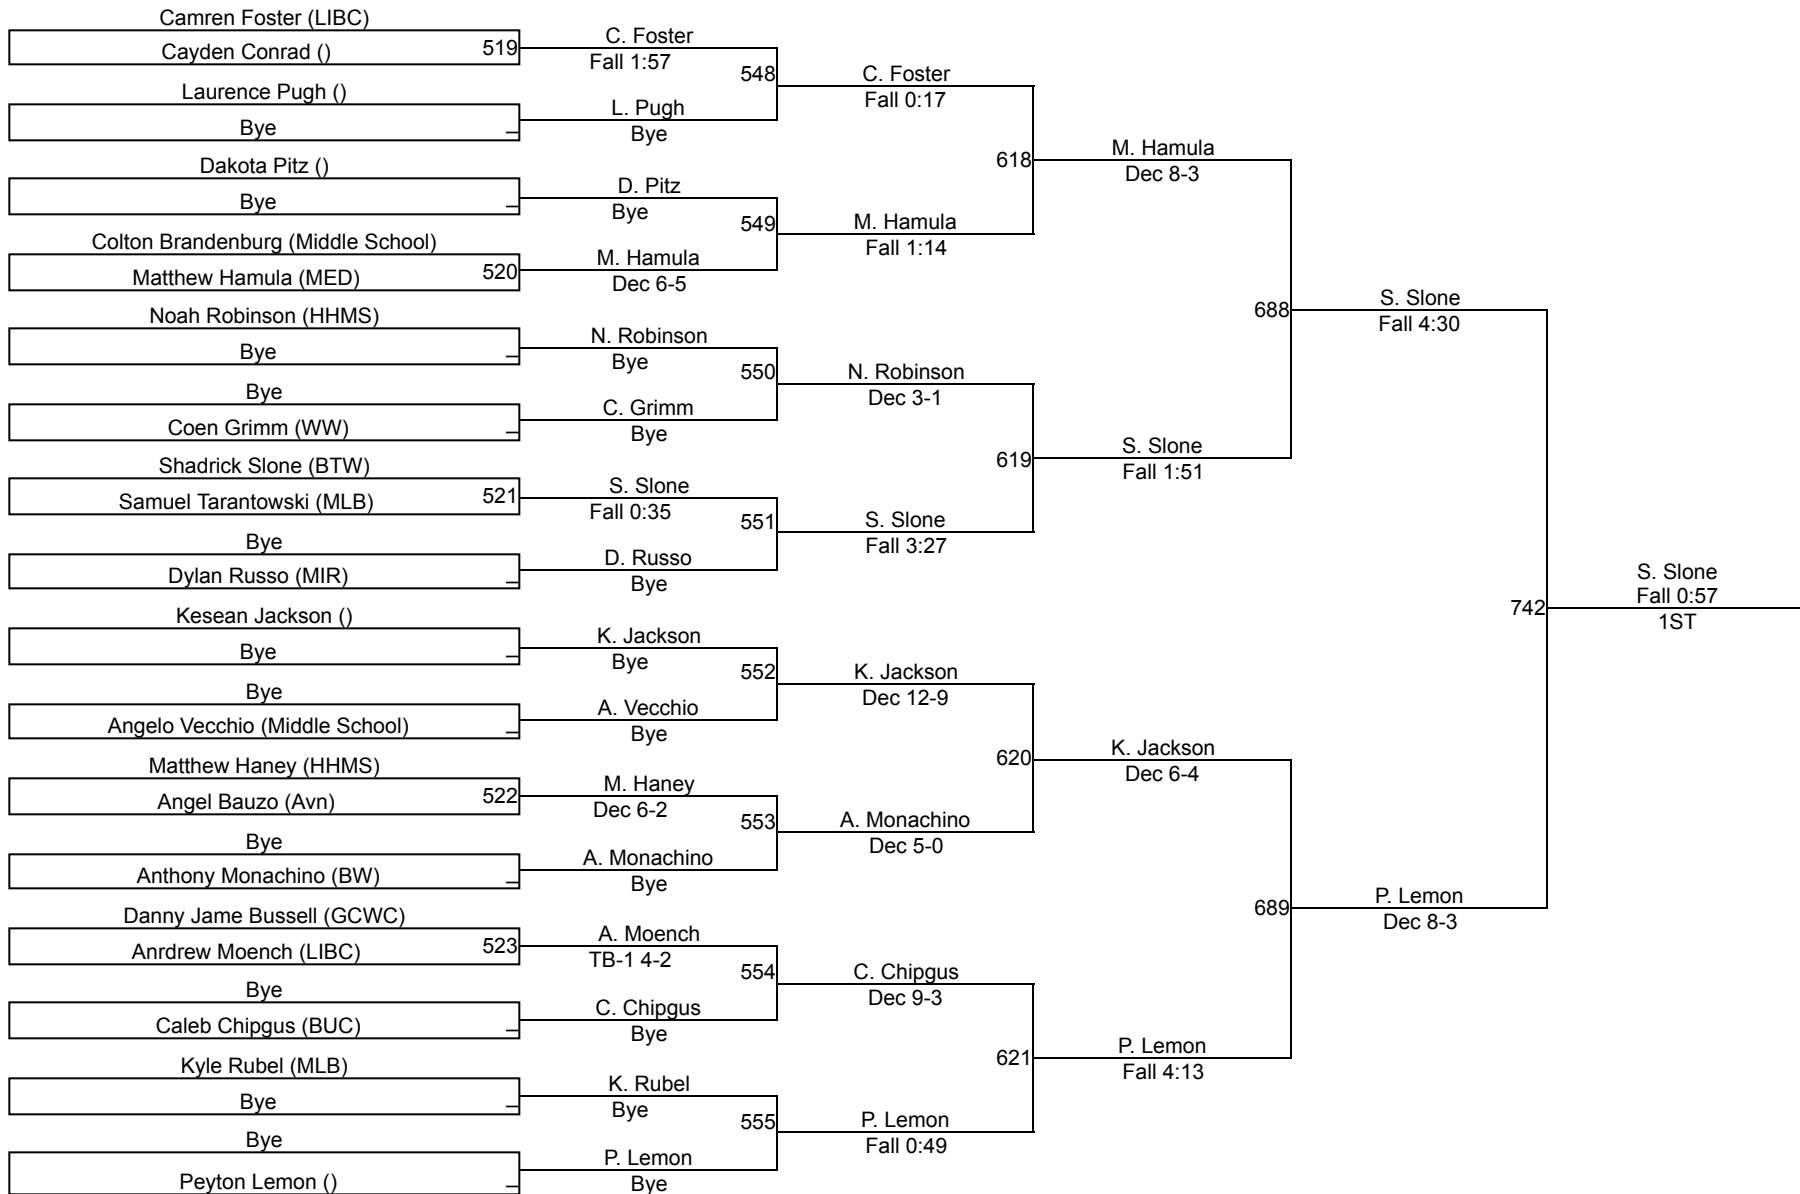 Camren Foster (LIBC)
Cayden Conrad ()
519
Laurence Pugh ()
Bye
_
Dakota Pitz ()
Bye
_
Colton Brandenburg (Middle School)
Matthew Hamula (MED)
520
Noah Robinson (HHMS)
Bye
_
Bye
Coen Grimm (WW)
_
Shadrick Slone (BTW)
Samuel Tarantowski (MLB)
521
Bye
Dylan Russo (MIR)
_
Kesean Jackson ()
Bye
_
Bye
Angelo Vecchio (Middle School)
_
Matthew Haney (HHMS)
Angel Bauzo (Avn)
522
Bye
Anthony Monachino (BW)
_
Danny Jame Bussell (GCWC)
Anrdrew Moench (LIBC)
523
Bye
Caleb Chipgus (BUC)
_
Kyle Rubel (MLB)
Bye
_
Bye
Peyton Lemon ()
_
C. Foster
Fall 1:57
548
L. Pugh
Bye
D. Pitz
Bye
549
M. Hamula
Dec 6-5
N. Robinson
Bye
550
C. Grimm
Bye
S. Slone
Fall 0:35
551
D. Russo
Bye
K. Jackson
Bye
552
A. Vecchio
Bye
M. Haney
Dec 6-2
553
A. Monachino
Bye
A. Moench
TB-1 4-2
554
C. Chipgus
Bye
K. Rubel
Bye
555
P. Lemon
Bye
C. Foster
Fall 0:17
618
M. Hamula
Fall 1:14
N. Robinson
Dec 3-1
619
S. Slone
Fall 3:27
K. Jackson
Dec 12-9
620
A. Monachino
Dec 5-0
C. Chipgus
Dec 9-3
621
P. Lemon
Fall 0:49
M. Hamula
Dec 8-3
688
S. Slone
Fall 1:51
K. Jackson
Dec 6-4
689
P. Lemon
Fall 4:13
S. Slone
Fall 4:30
742
P. Lemon
Dec 8-3
S. Slone
Fall 0:57
1ST